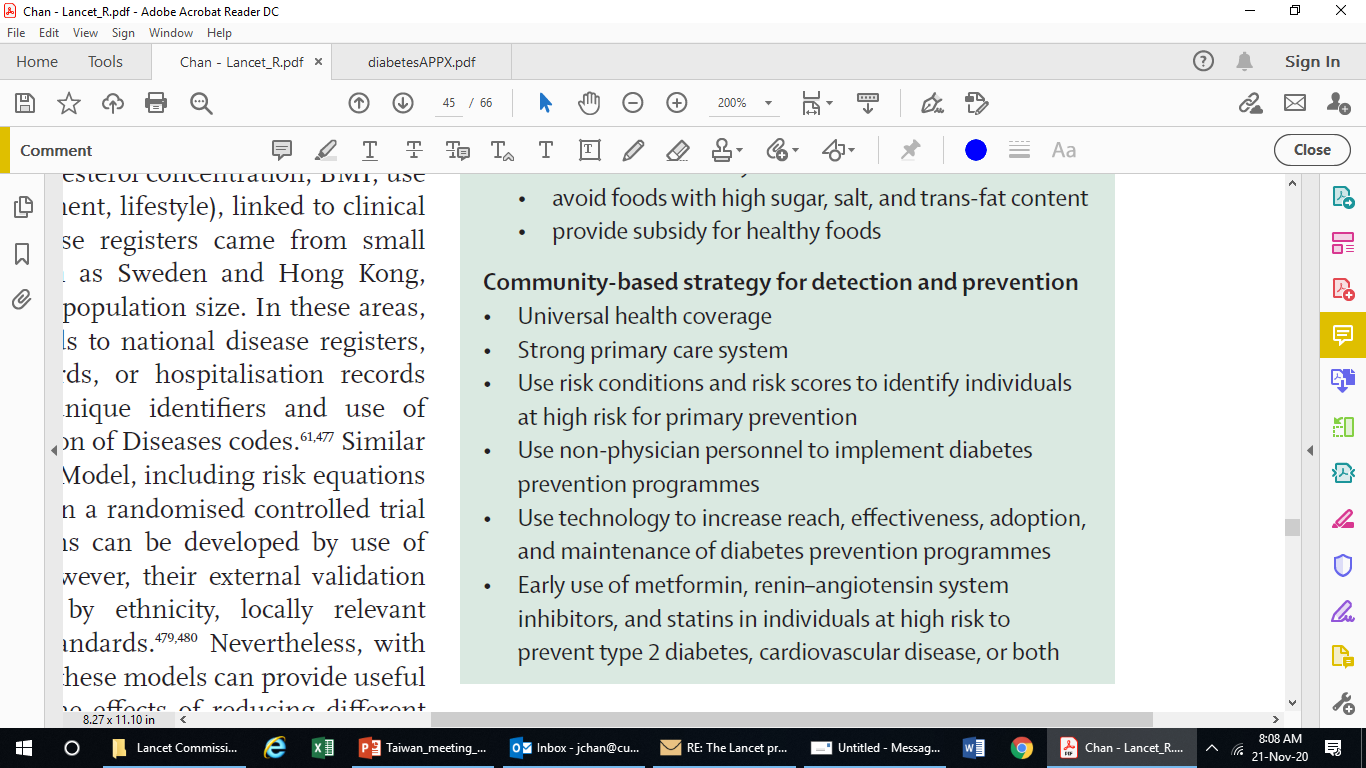 Chan - Lancet_R.pdf - Adobe Acrobat Reader DC
File Edit View Sign Window Help
Home Tools Chan - Lancet_R.pdf × diabetesAPPX.pdf Sign In
45 / 66 200%
Comment Aa Close
esterol concentration, BMI, use
ment, lifestyle), linked to clinical
se registers came from small
as Sweden and Hong Kong,
population size. In these areas,
ls to national disease registers,
rds, or hospitalisation records
unique identifiers and use of
on of Diseases codes.61,477 Similar
Model, including risk equations
n a randomised controlled trial
ns can be developed by use of
wever, their external validation
by ethnicity, locally relevant
andards.479,480 Nevertheless, with
these models can provide useful
he effects of reducing different
• avoid foods with high sugar, salt, and trans-fat content
• provide subsidy for healthy foods
Community-based strategy for detection and prevention
• Universal health coverage
• Strong primary care system
• Use risk conditions and risk scores to identify individuals
at high risk for primary prevention
• Use non-physician personnel to implement diabetes
prevention programmes
• Use technology to increase reach, effectiveness, adoption,
and maintenance of diabetes prevention programmes
• Early use of metformin, renin–angiotensin system
inhibitors, and statins in individuals at high risk to
prevent type 2 diabetes, cardiovascular disease, or both
8.27 x 11.10 in
Lancet Commissi... Taiwan_meeting_... Inbox - jchan@cu... RE: The Lancet pr... Untitled - Messag... Chan - Lancet_R.... 8:08 AM
21-Nov-20